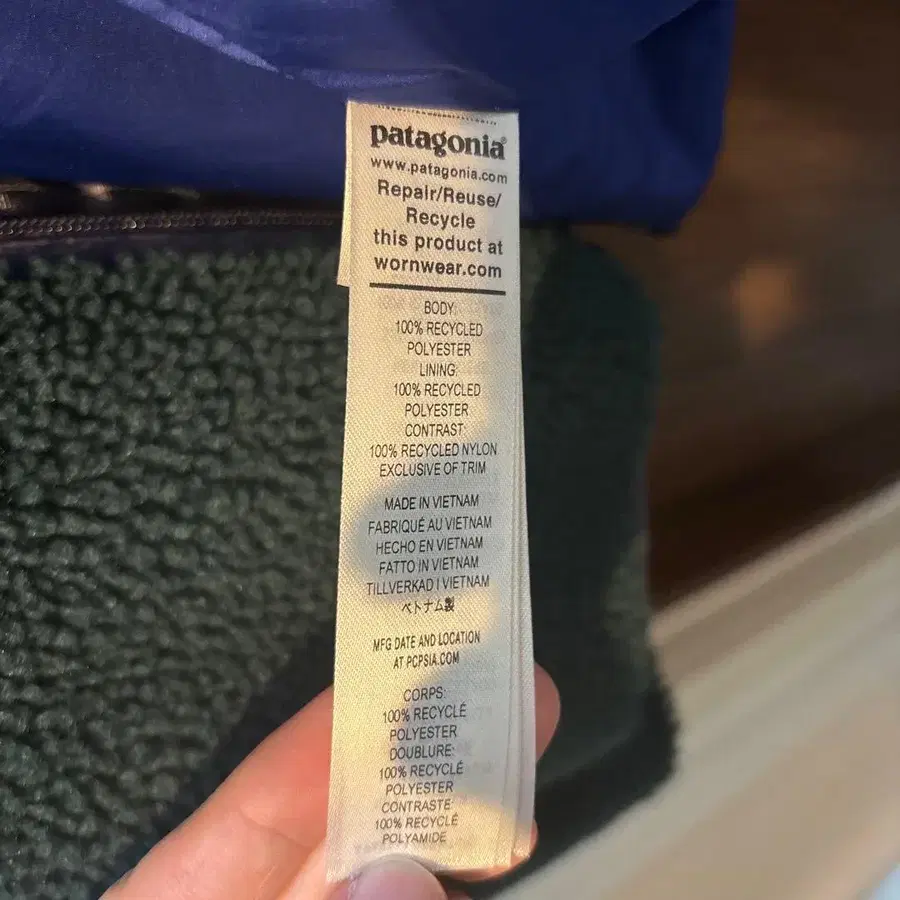 patagonia®
www.patagonia.com
Repair/Reuse/
Recycle
this product at
wornwear.com
BODY:
100% RECYCLED
POLYESTER
LINING:
100% RECYCLED
POLYESTER
CONTRAST:
100% RECYCLED NYLON
EXCLUSIVE OF TRIM
MADE IN VIETNAM
FABRIQUÉ AU VIETNAM
HECHO EN VIETNAM
FATTO IN VIETNAM
TILLVERKAD I VIETNAM
ベトナム製
MFG DATE AND LOCATION
AT PCPSIA.COM
CORPS:
100% RECYCLÉ
POLYESTER
DOUBLURE:
100% RECYCLÉ
POLYESTER
CONTRASTE:
100% RECYCLÉ
POLYAMIDE